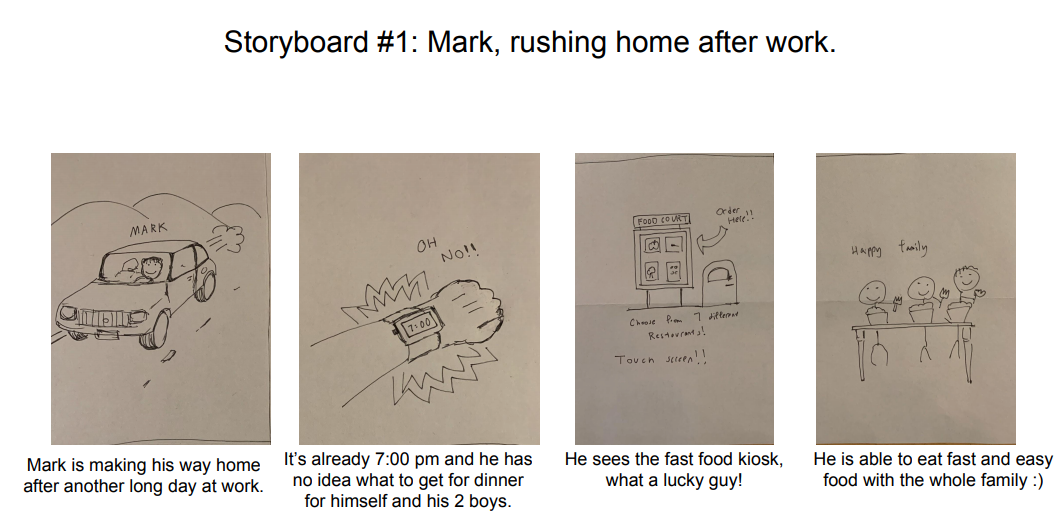 Storyboard #1: Mark, rushing home after work.
MARK
OH
NO!!
7:00
FOOD COURT
Order
Here!!
Choose from 7 different
Restaurants!
Touch screen!!
Happy family
Mark is making his way home
after another long day at work.
It's already 7:00 pm and he has
no idea what to get for dinner
for himself and his 2 boys.
He sees the fast food kiosk,
what a lucky guy!
He is able to eat fast and easy
food with the whole family :)